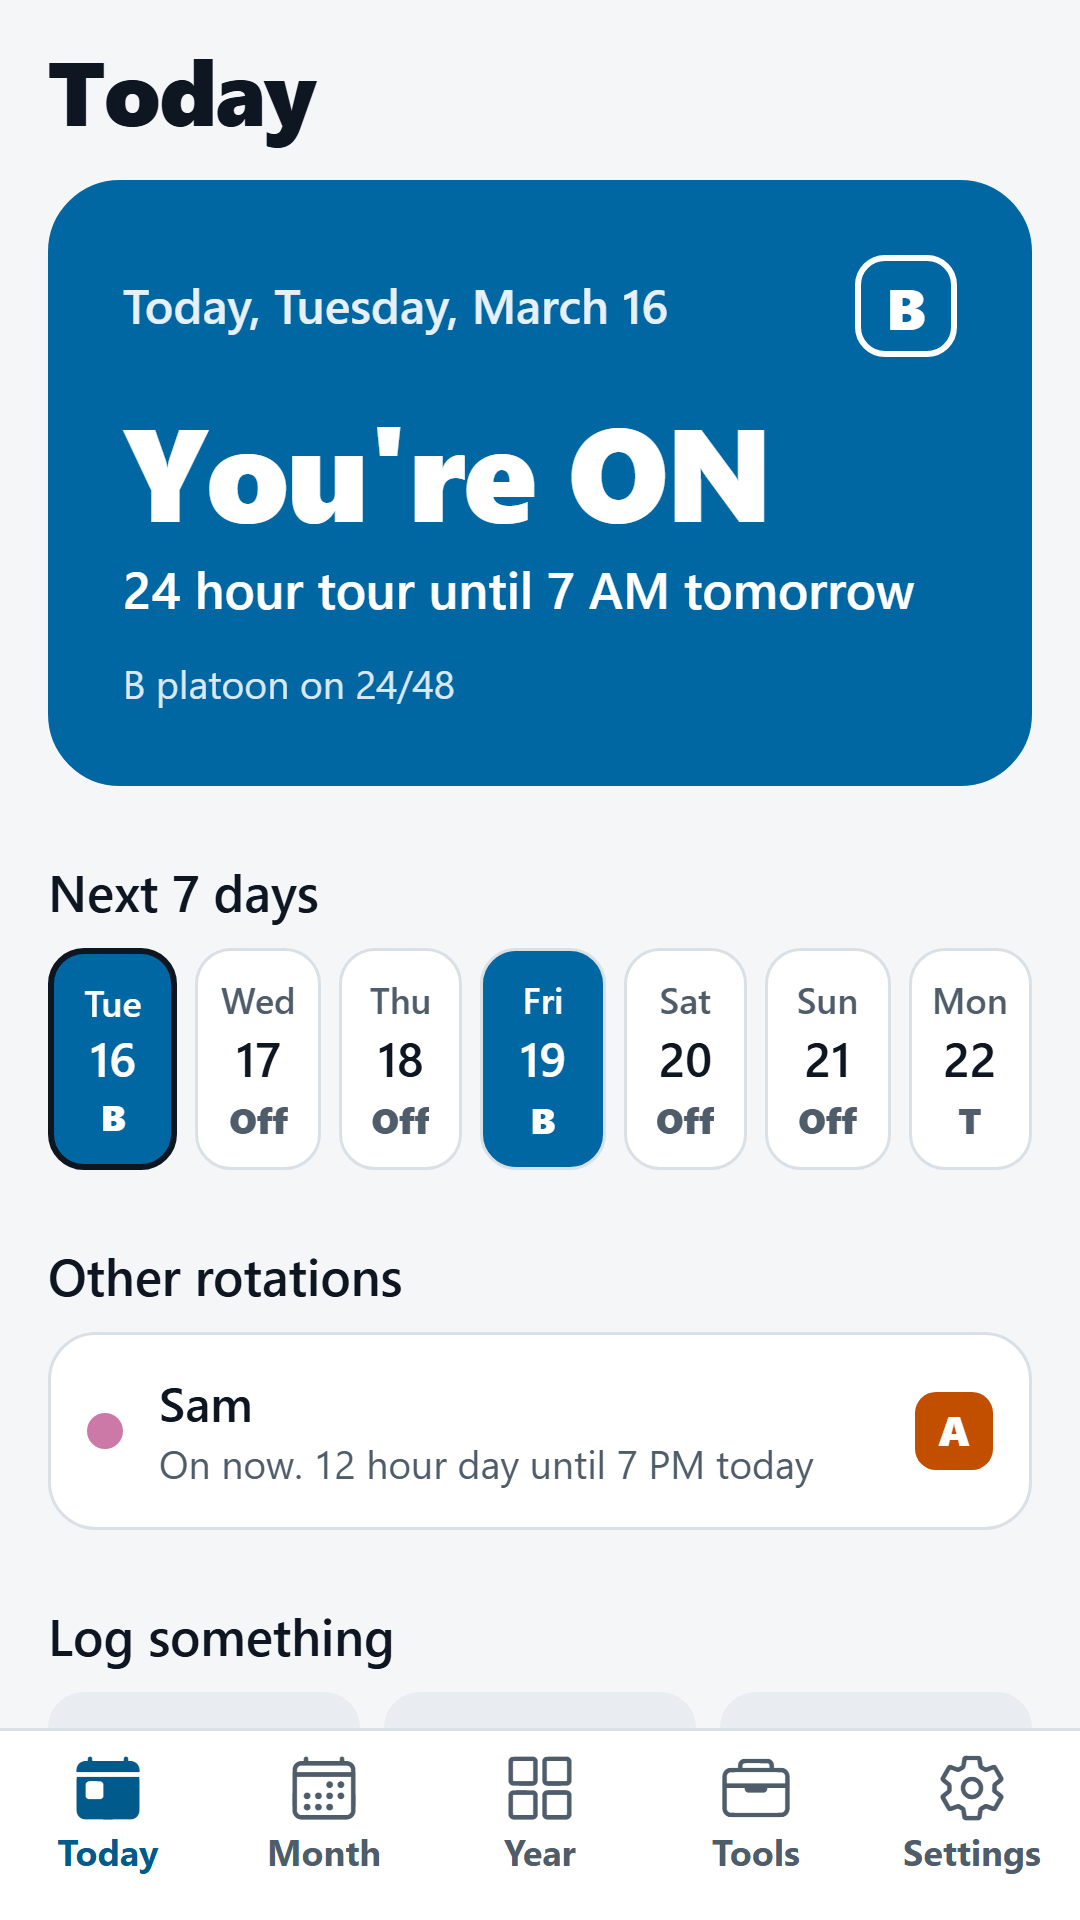 Today
Today, Tuesday, March 16
B
You're ON
24 hour tour until 7 AM tomorrow
B platoon on 24/48
Next 7 days
Tue Wed Thu Fri Sat Sun Mon
16 17 18 19 20 21 22
B Off Off B Off Off T
Other rotations
Sam
On now. 12 hour day until 7 PM today
A
Log something
Today Month Year Tools Settings